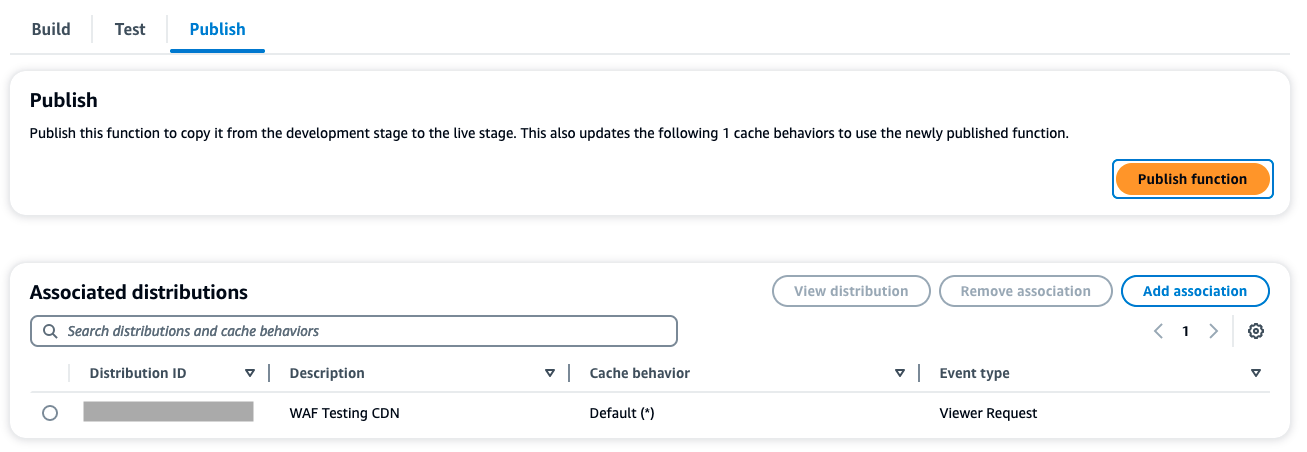 Build Test Publish
Publish
Publish this function to copy it from the development stage to the live stage. This also updates the following 1 cache behaviors to use the newly published function.
Publish function
Associated distributions View distribution Remove association Add association
Search distributions and cache behaviors 1
Distribution ID Description Cache behavior Event type
WAF Testing CDN Default (*) Viewer Request